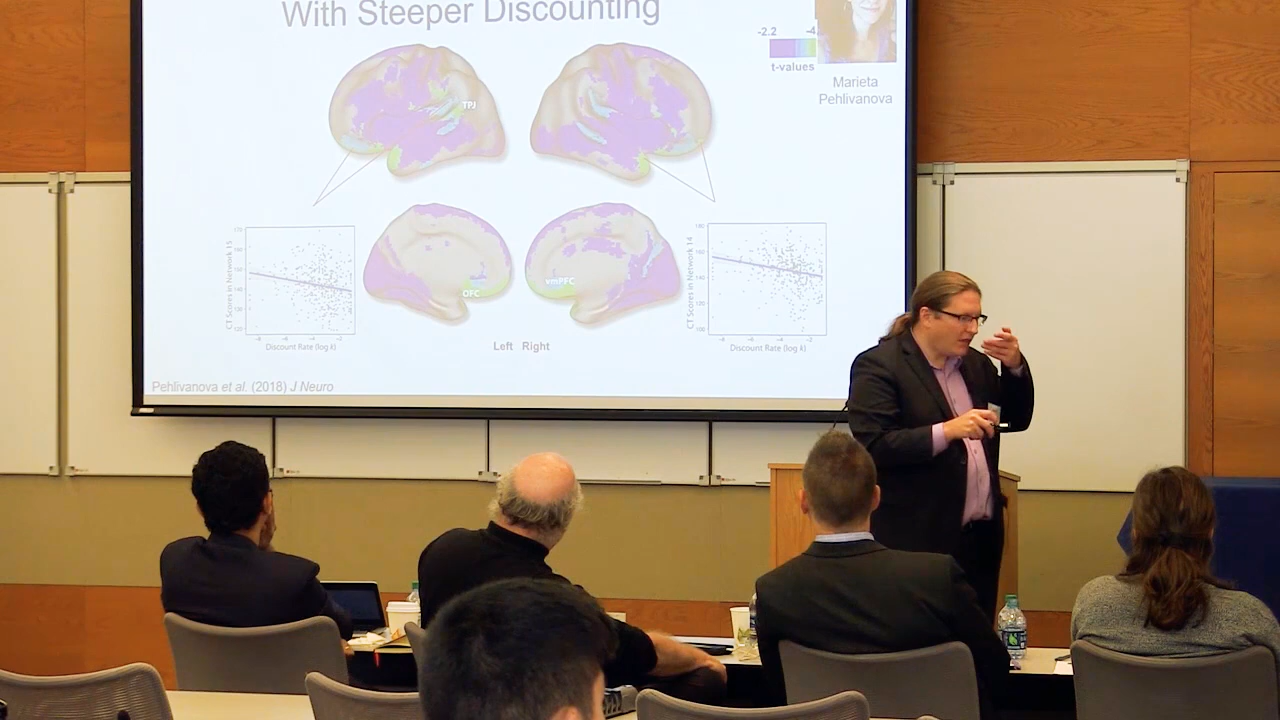 With Steeper Discounting
-2.2
t-values
Marieta
Pehlivanova
TPJ
OFC
vmPFC
CT Scores in Network 15
Discount Rate (log k)
CT Scores in Network 14
Discount Rate (log k)
Left Right
Pehlivanova et al. (2018) J Neuro